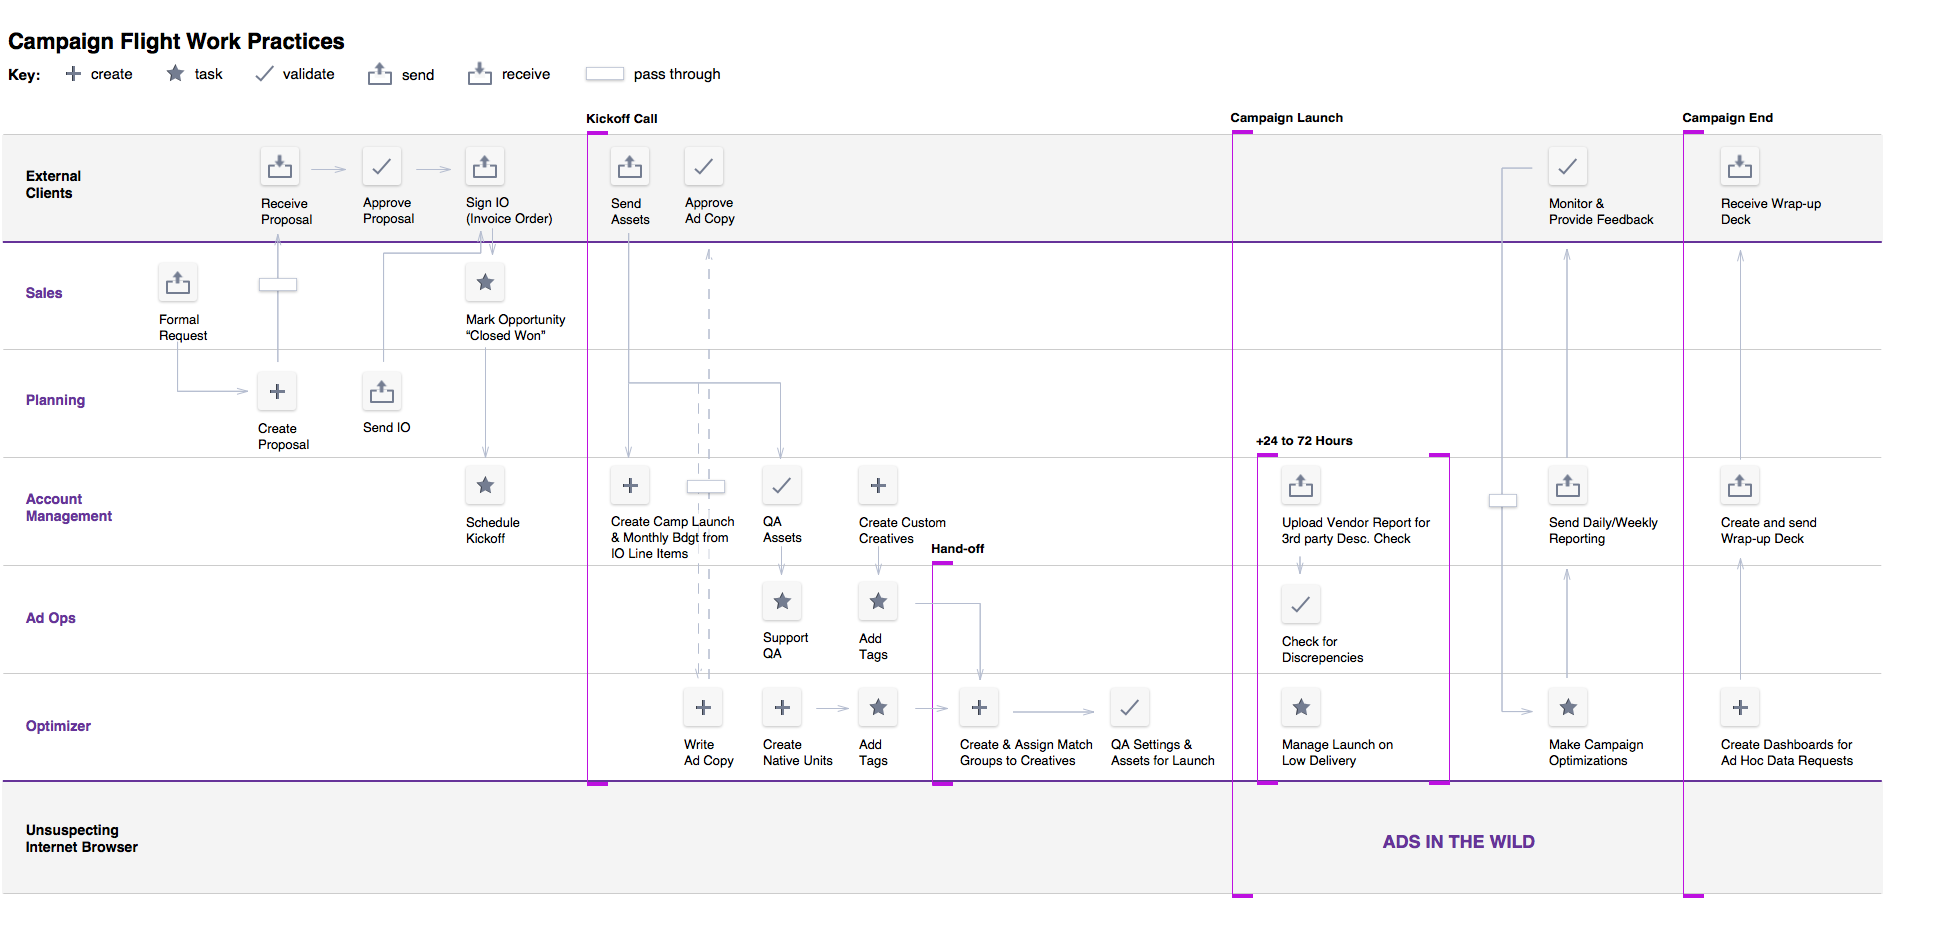 Campaign Flight Work Practices
Key: create task validate send receive pass through
Kickoff Call
Campaign Launch
Campaign End
External
Clients
Receive
Proposal
Approve
Proposal
Sign IO
(Invoice Order)
Send
Assets
Approve
Ad Copy
Monitor &
Provide Feedback
Receive Wrap-up
Deck
Sales
Formal
Request
Mark Opportunity
“Closed Won”
Planning
Create
Proposal
Send IO
+24 to 72 Hours
Account
Management
Schedule
Kickoff
Create Camp Launch
& Monthly Bdgt from
IO Line Items
QA
Assets
Create Custom
Creatives
Upload Vendor Report for
3rd party Desc. Check
Send Daily/Weekly
Reporting
Create and send
Wrap-up Deck
Hand-off
Ad Ops
Support
QA
Add
Tags
Check for
Discrepencies
Optimizer
Write
Ad Copy
Create
Native Units
Add
Tags
Create & Assign Match
Groups to Creatives
QA Settings &
Assets for Launch
Manage Launch on
Low Delivery
Make Campaign
Optimizations
Create Dashboards for
Ad Hoc Data Requests
Unsuspecting
Internet Browser
ADS IN THE WILD